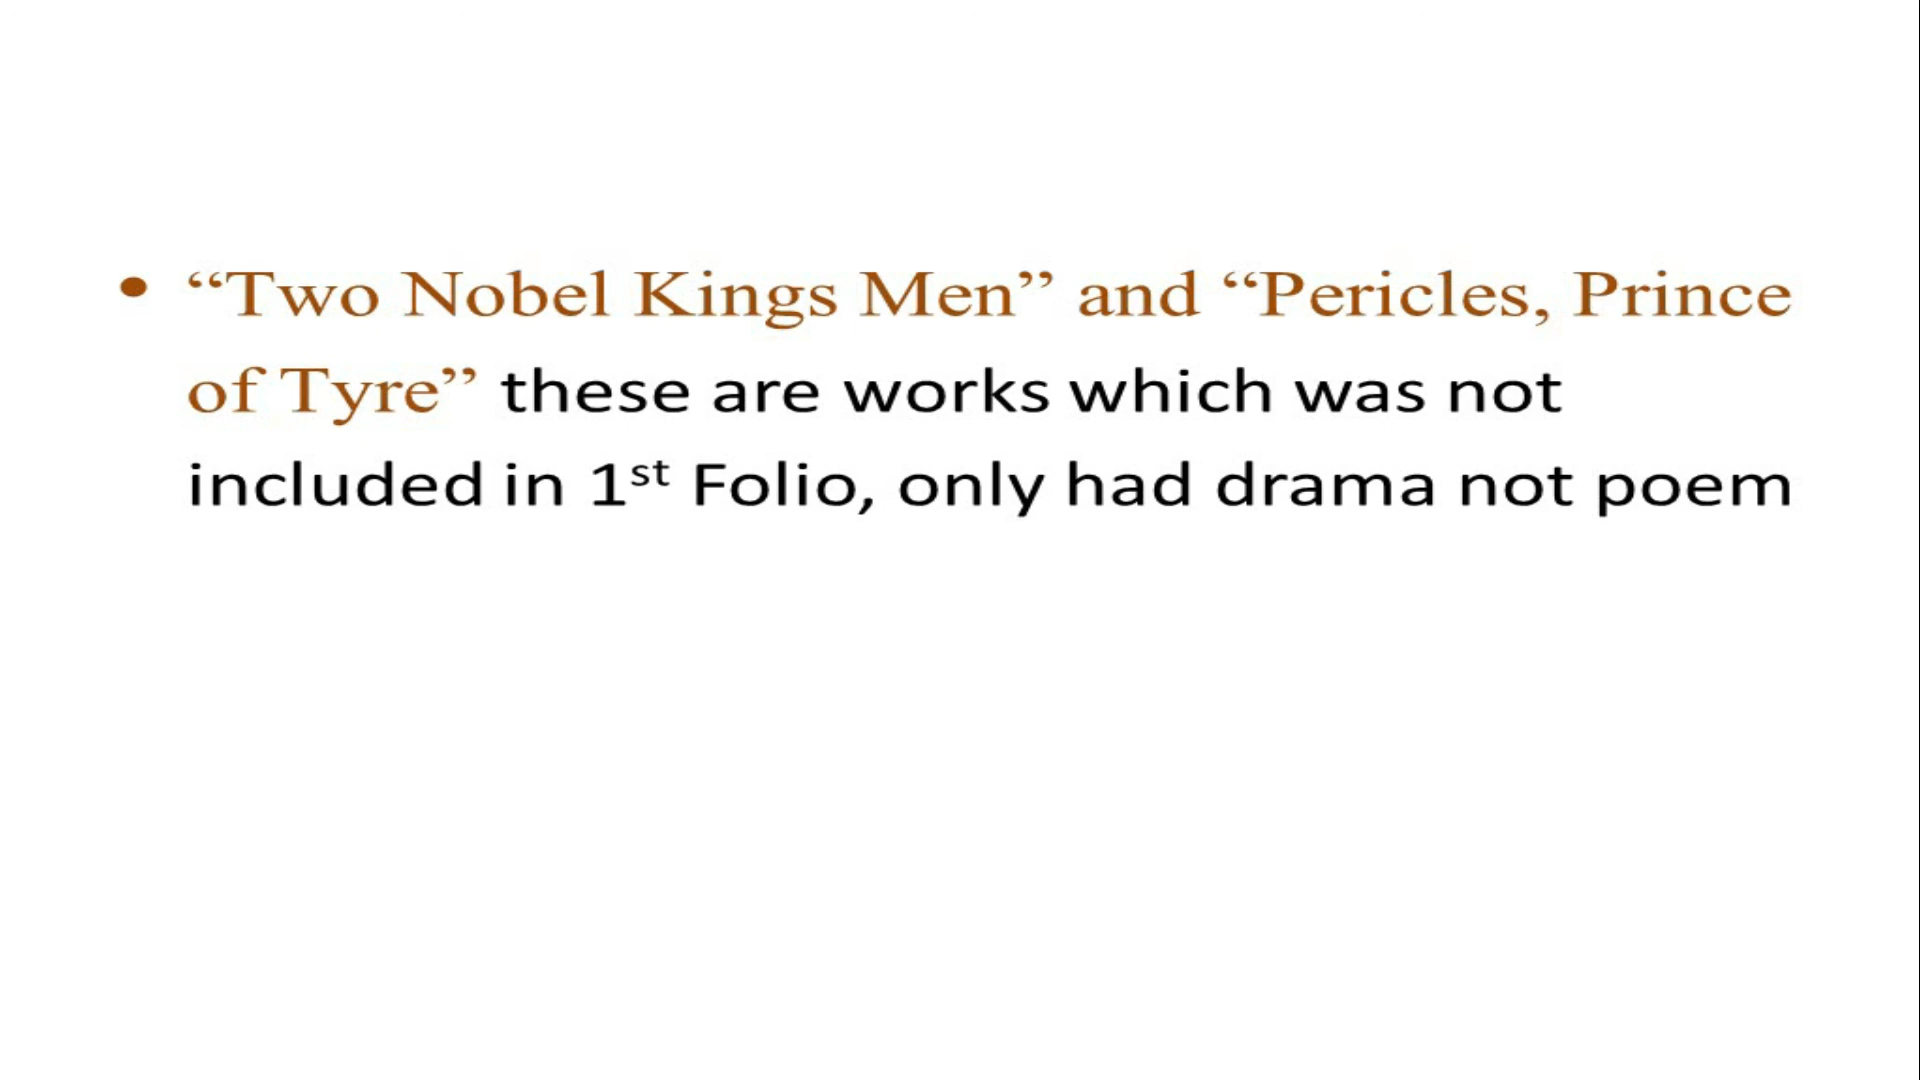 • “Two Nobel Kings Men” and “Pericles, Prince
of Tyre” these are works which was not
included in 1st Folio, only had drama not poem